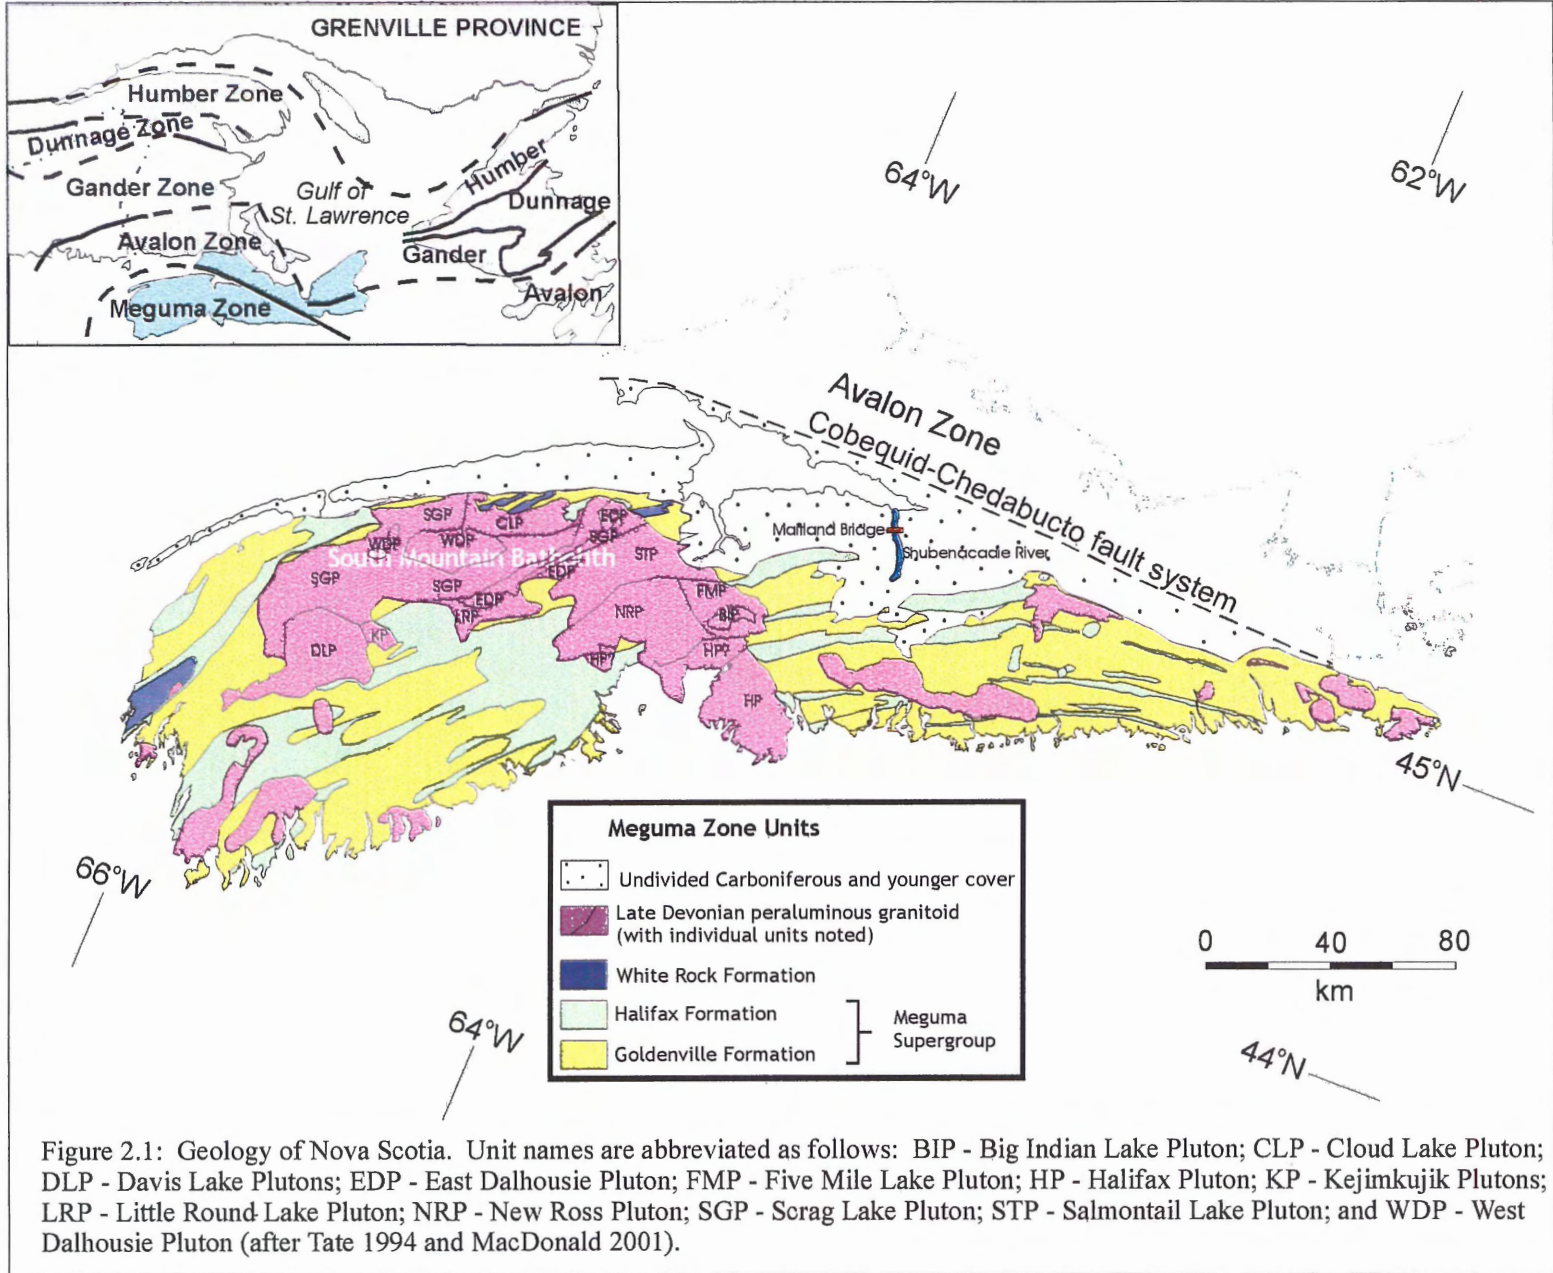 GRENVILLE PROVINCE
Humber Zone
Dunnage Zone
Gander Zone
Gulf of
St. Lawrence
Humber
Dunnage
Gander
Avalon Zone
Avalon
Meguma Zone
64°W
62°W
Avalon Zone
Cobequid-Chedabucto fault system
Maitland Bridge
Shubenacadie River
South Mountain Batholith
SGP
CLP
EDP
WDP
WDP
SGP
STP
SGP
SGP
EDP
EDP
LRP
FMP
NRP
BIP
KP
DLP
HP?
HP?
HP
45°N
66°W
64°W
44°N
Meguma Zone Units
Undivided Carboniferous and younger cover
Late Devonian peraluminous granitoid
(with individual units noted)
White Rock Formation
Halifax Formation
Goldenville Formation
Meguma
Supergroup
0 40 80
km
Figure 2.1: Geology of Nova Scotia. Unit names are abbreviated as follows: BIP - Big Indian Lake Pluton; CLP - Cloud Lake Pluton;
DLP - Davis Lake Plutons; EDP - East Dalhousie Pluton; FMP - Five Mile Lake Pluton; HP - Halifax Pluton; KP - Kejimkujik Plutons;
LRP - Little Round Lake Pluton; NRP - New Ross Pluton; SGP - Scrag Lake Pluton; STP - Salmontail Lake Pluton; and WDP - West
Dalhousie Pluton (after Tate 1994 and MacDonald 2001).